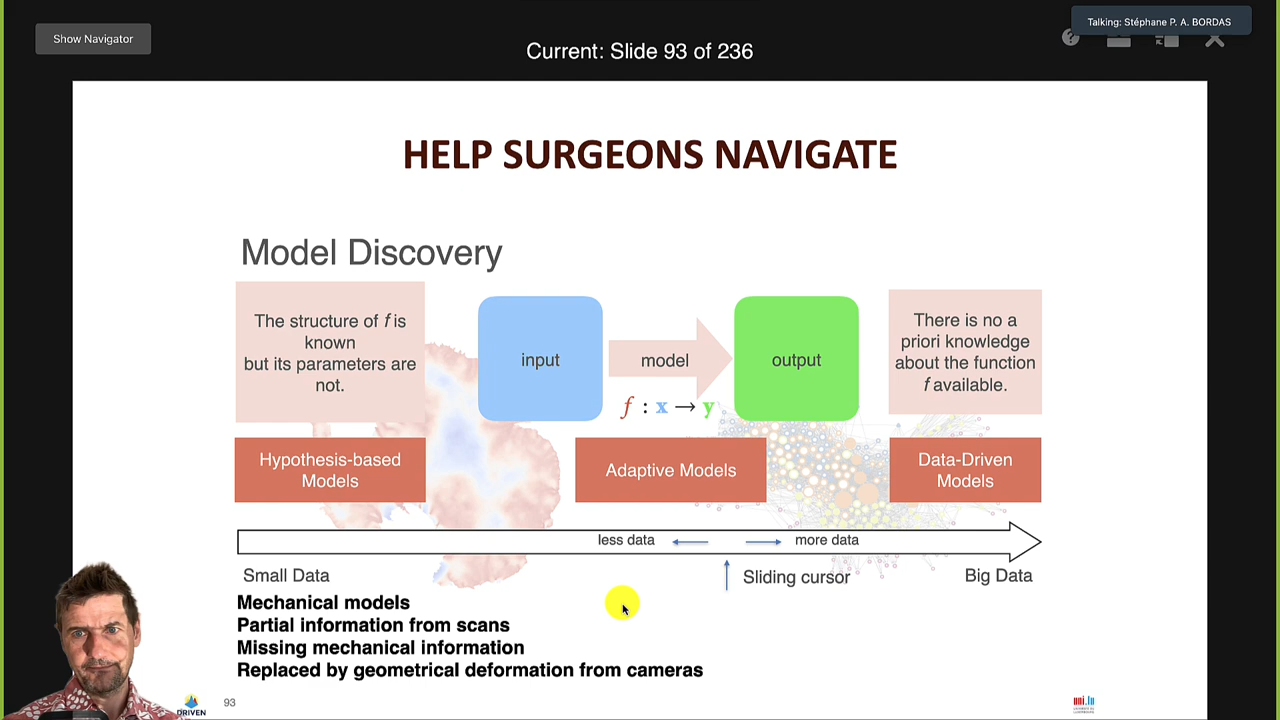 Show Navigator
Talking: Stéphane P. A. BORDAS
Current: Slide 93 of 236
HELP SURGEONS NAVIGATE
Model Discovery
The structure of f is
known
but its parameters are
not.
input
model
output
f : x → y
There is no a
priori knowledge
about the function
f available.
Hypothesis-based
Models
Adaptive Models
Data-Driven
Models
less data
more data
Small Data
Sliding cursor
Big Data
Mechanical models
Partial information from scans
Missing mechanical information
Replaced by geometrical deformation from cameras
DRIVEN
93
uni.lu